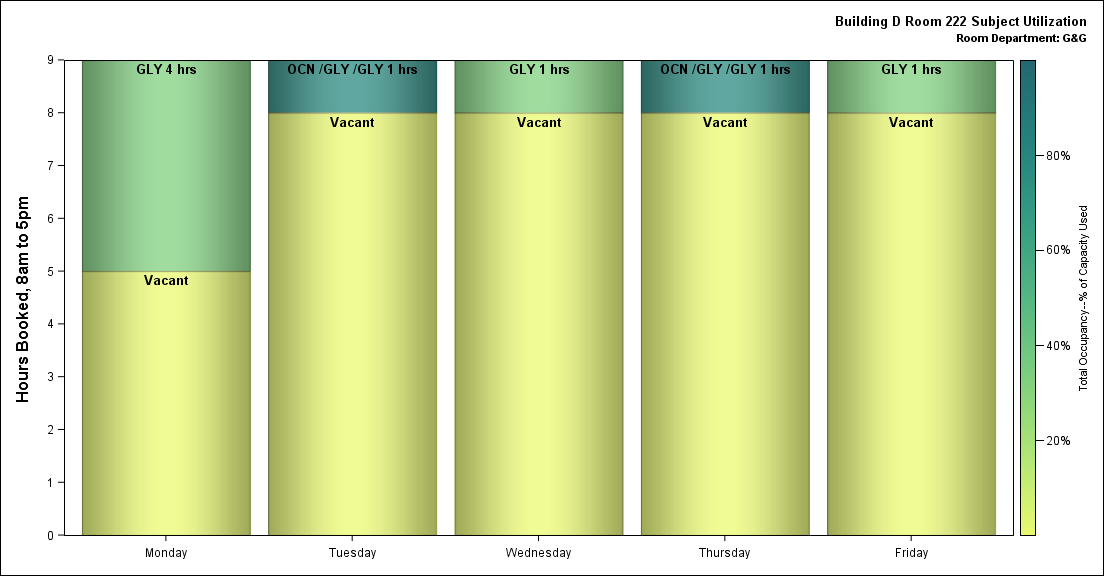 Building D Room 222 Subject Utilization
Room Department: G&G
Hours Booked, 8am to 5pm
9
8
7
6
5
4
3
2
1
0
GLY 4 hrs
Vacant
OCN /GLY /GLY 1 hrs
Vacant
GLY 1 hrs
Vacant
OCN /GLY /GLY 1 hrs
Vacant
GLY 1 hrs
Vacant
Monday
Tuesday
Wednesday
Thursday
Friday
80%
60%
40%
20%
Total Occupancy--% of Capacity Used